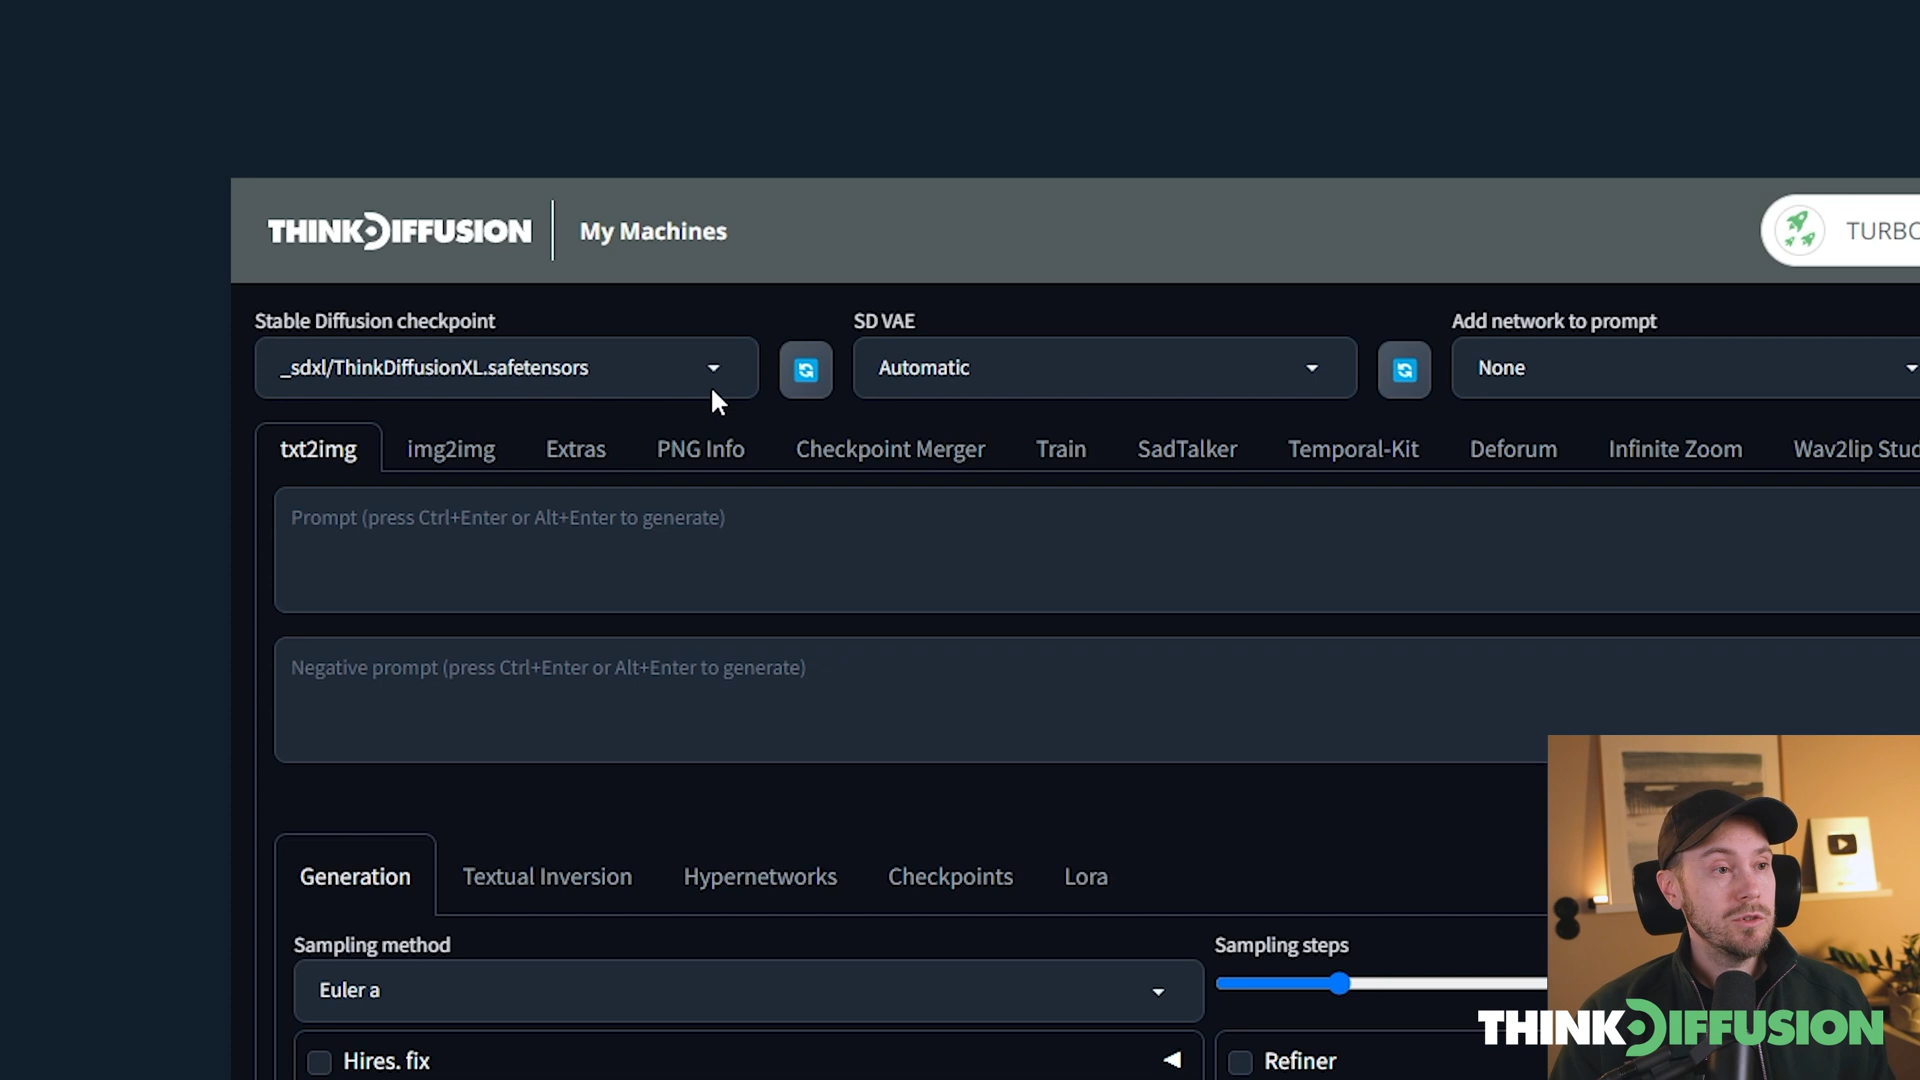 THINKDIFFUSION
My Machines
TURBO
Stable Diffusion checkpoint
SD VAE
Add network to prompt
_sdxl/ThinkDiffusionXL.safetensors
Automatic
None
txt2img
img2img
Extras
PNG Info
Checkpoint Merger
Train
SadTalker
Temporal-Kit
Deforum
Infinite Zoom
Wav2lip Stud
Prompt (press Ctrl+Enter or Alt+Enter to generate)
Negative prompt (press Ctrl+Enter or Alt+Enter to generate)
Generation
Textual Inversion
Hypernetworks
Checkpoints
Lora
Sampling method
Sampling steps
Euler a
Hires. fix
Refiner
THINKDIFFUSION